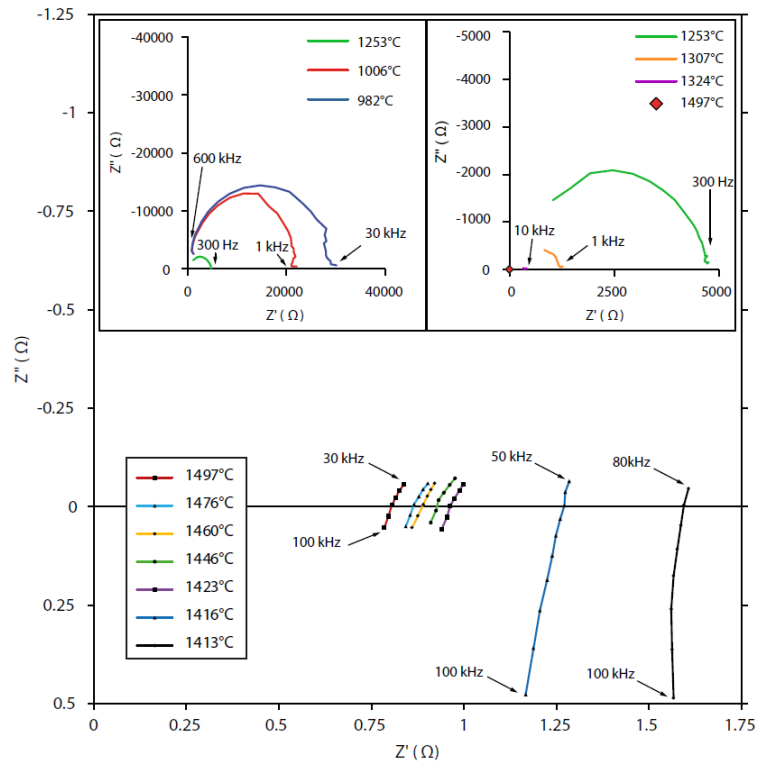 -1.25
-1
-0.75
-0.5
-0.25
0
0.25
0.5
Z" ( Ω)
0 0.25 0.5 0.75 1 1.25 1.5 1.75
Z' ( Ω)
-40000
-30000
-20000
-10000
0
Z" ( Ω)
0 20000 40000
Z' ( Ω)
1253°C
1006°C
982°C
600 kHz
300 Hz
1 kHz
30 kHz
-5000
-4000
-3000
-2000
-1000
0
Z" ( Ω)
0 2500 5000
Z' ( Ω)
1253°C
1307°C
1324°C
1497°C
300 Hz
10 kHz
1 kHz
30 kHz
50 kHz
80kHz
100 kHz
100 kHz
100 kHz
1497°C
1476°C
1460°C
1446°C
1423°C
1416°C
1413°C